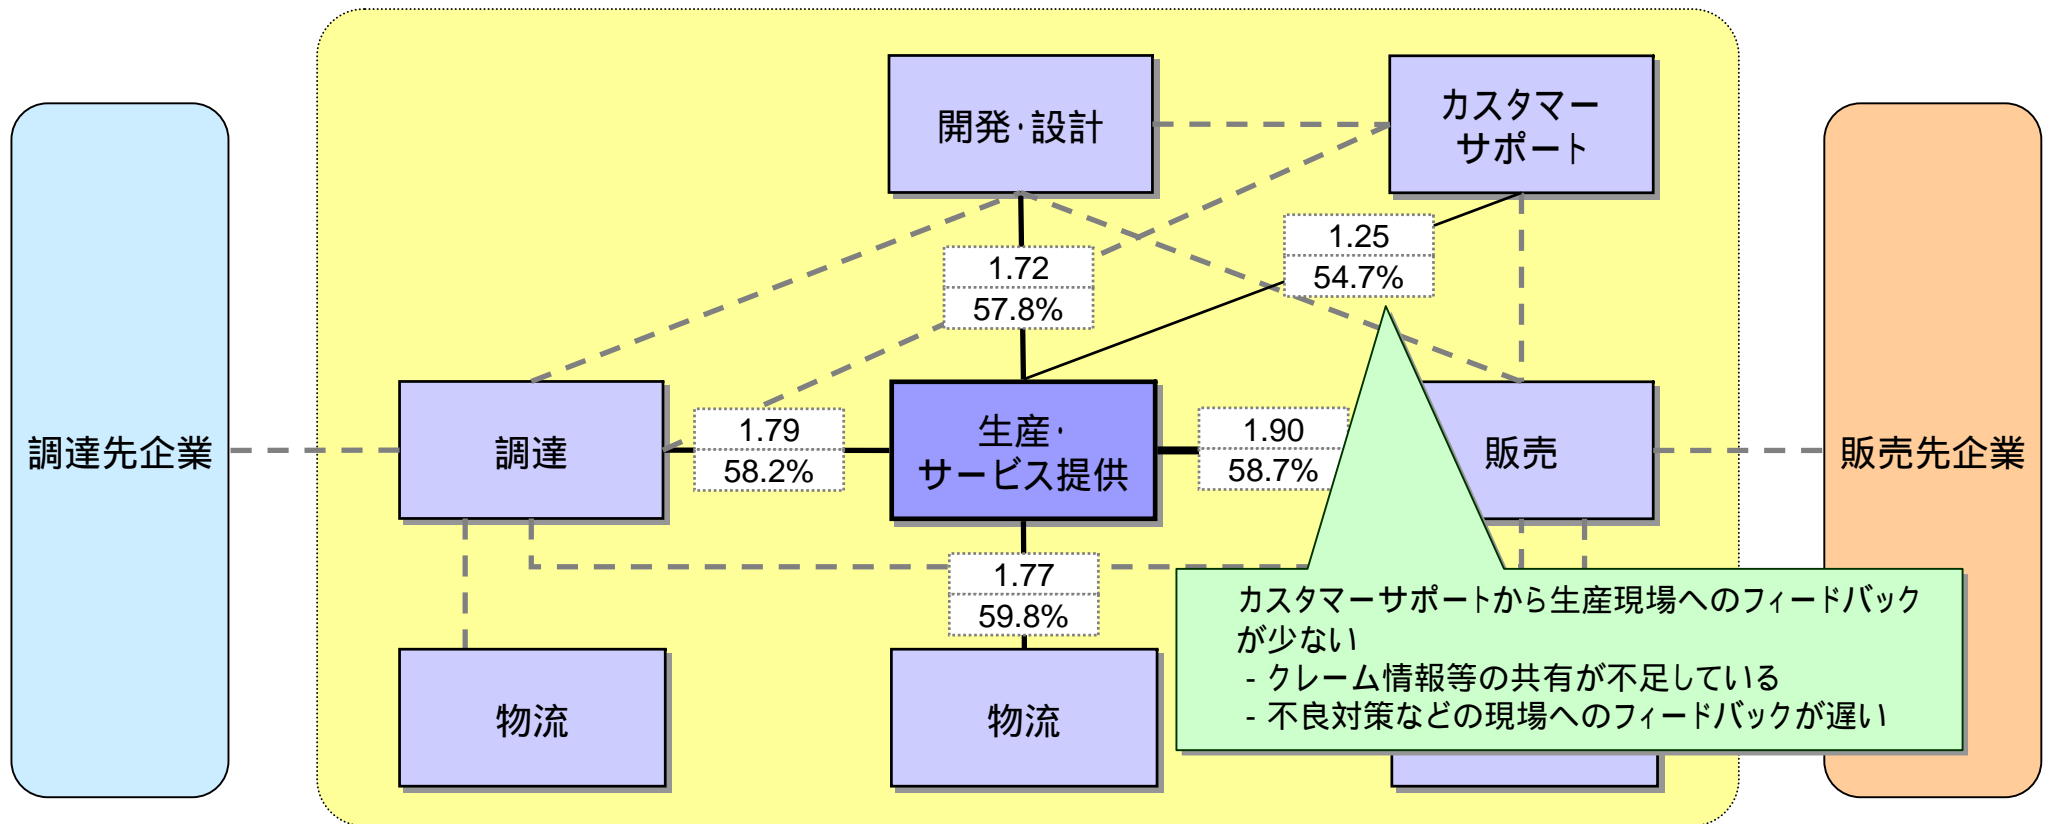 開発・設計
カスタマー
サポート
1.25
54.7%
1.72
57.8%
調達先企業
調達
1.79
58.2%
生産・
サービス提供
1.90
58.7%
販売
販売先企業
1.77
59.8%
カスタマーサポートから生産現場へのフィードバック
が少ない
- クレーム情報等の共有が不足している
- 不良対策などの現場へのフィードバックが遅い
物流
物流